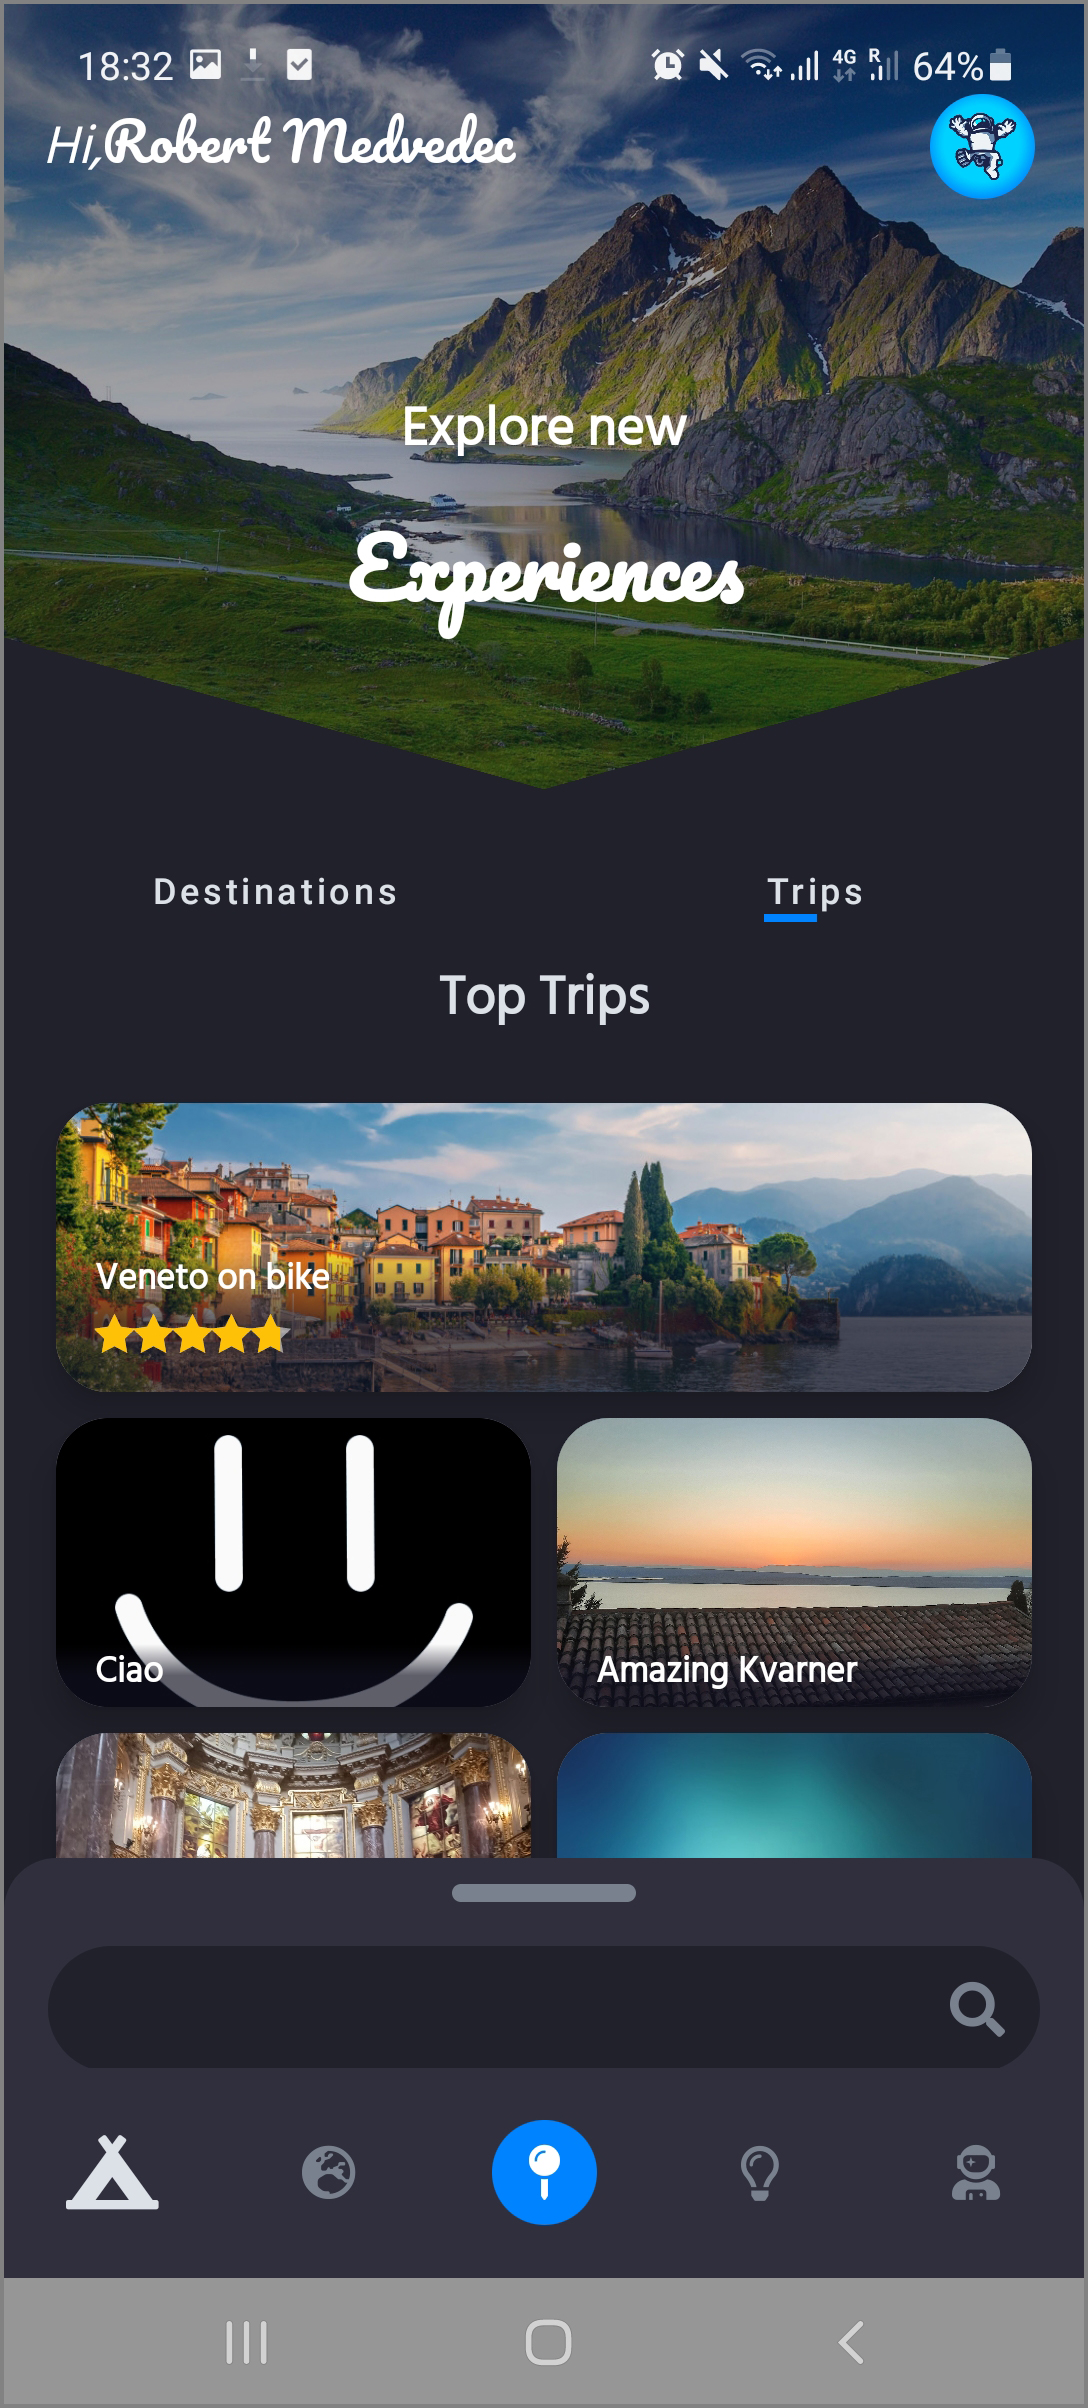 18:32 4G R 64%
Hi,Robert Medvedec
Explore new
Experiences
Destinations Trips
Top Trips
Veneto on bike
Ciao Amazing Kvarner